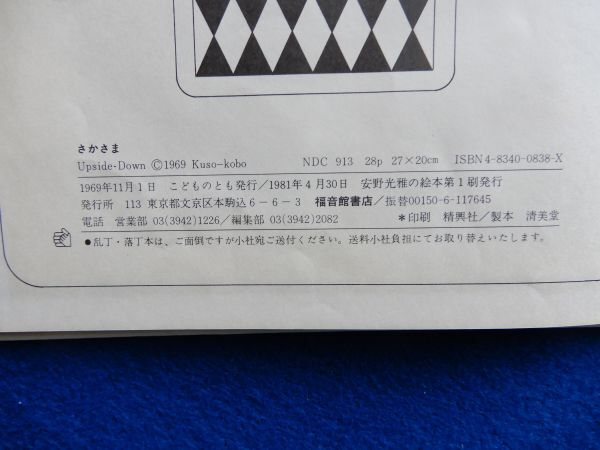 さかさま
Upside-Down ©1969 Kuso-kobo NDC 913 28p 27×20cm ISBN4-8340-0838-X
1969年11月1日 こどものとも発行/1981年4月30日 安野光雅の絵本第1刷発行
発行所 113 東京都文京区本駒込6-6-3 福音館書店/振替00150-6-117645
電話 営業部 03(3942)1226/編集部 03(3942)2082 *印刷 精興社/製本 清美堂
●乱丁・落丁本は、ご面倒ですが小社宛ご送付ください。送料小社負担にてお取り替えいたします。